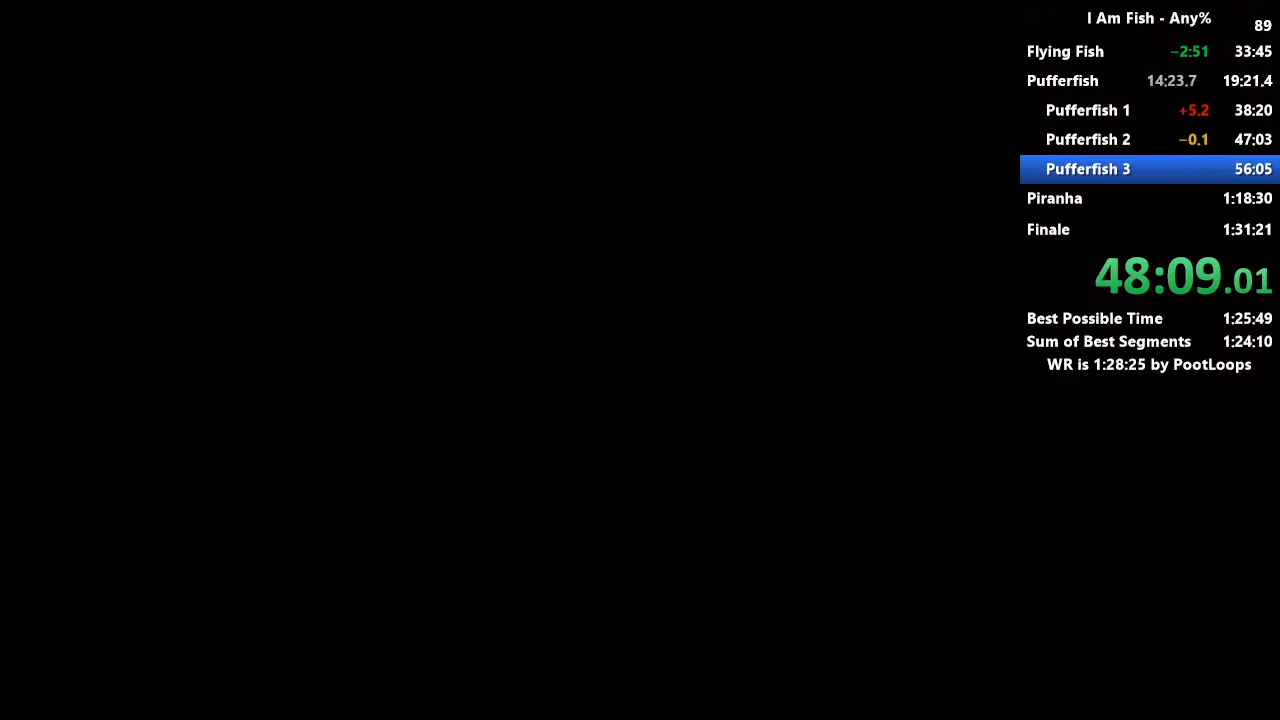 I Am Fish - Any%
89
Flying Fish −2:51 33:45
Pufferfish 14:23.7 19:21.4
Pufferfish 1 +5.2 38:20
Pufferfish 2 −0.1 47:03
Pufferfish 3 56:05
Piranha 1:18:30
Finale 1:31:21
48:09.01
Best Possible Time 1:25:49
Sum of Best Segments 1:24:10
WR is 1:28:25 by PootLoops